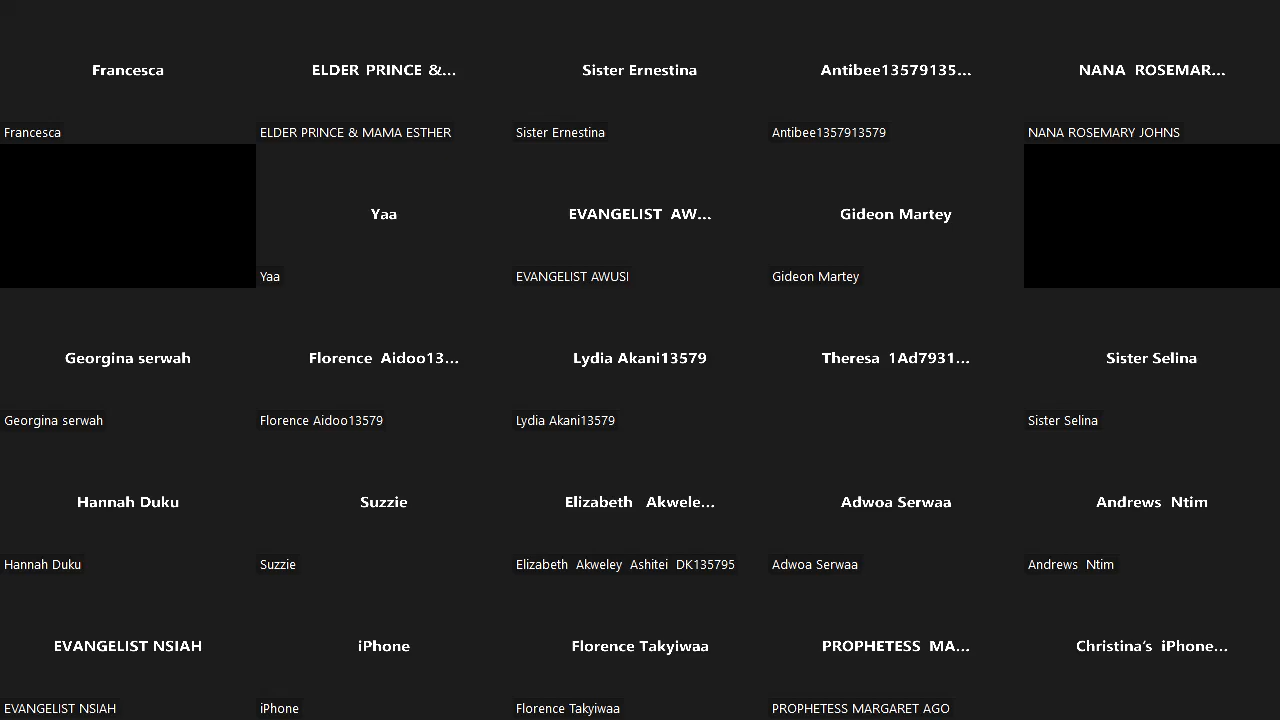 Francesca
ELDER PRINCE &...
Sister Ernestina
Antibee13579135...
NANA ROSEMAR...
Francesca
ELDER PRINCE & MAMA ESTHER
Sister Ernestina
Antibee1357913579
NANA ROSEMARY JOHNS
Yaa
EVANGELIST AW...
Gideon Martey
Yaa
EVANGELIST AWUSI
Gideon Martey
Georgina serwah
Florence Aidoo13...
Lydia Akani13579
Theresa 1Ad7931...
Sister Selina
Georgina serwah
Florence Aidoo13579
Lydia Akani13579
Sister Selina
Hannah Duku
Suzzie
Elizabeth Akwele...
Adwoa Serwaa
Andrews Ntim
Hannah Duku
Suzzie
Elizabeth Akweley Ashitei DK135795
Adwoa Serwaa
Andrews Ntim
EVANGELIST NSIAH
iPhone
Florence Takyiwaa
PROPHETESS MA...
Christina's iPhone...
EVANGELIST NSIAH
iPhone
Florence Takyiwaa
PROPHETESS MARGARET AGO